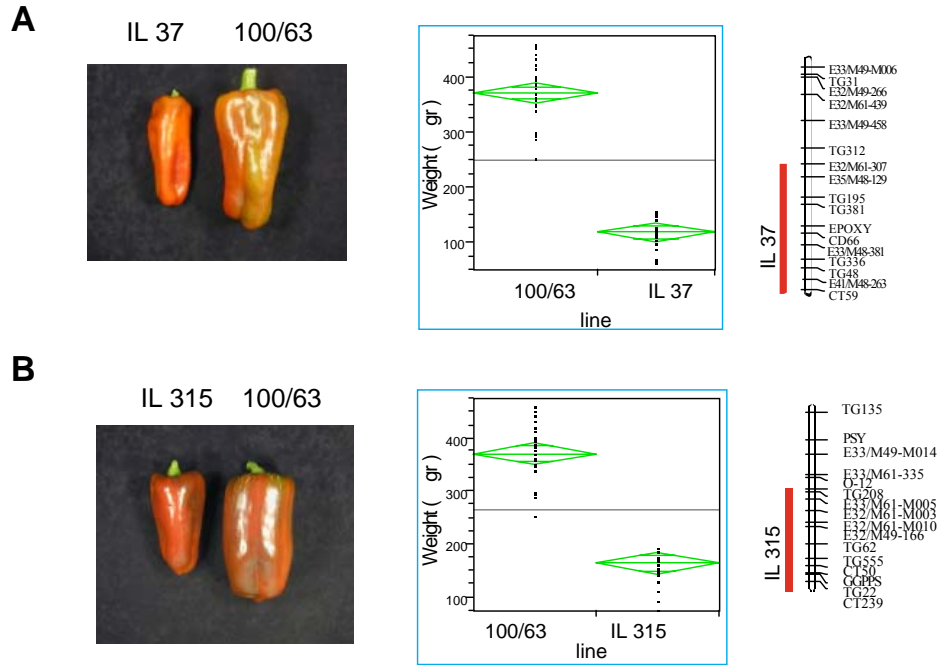 A
IL 37 100/63
Weight( gr)
400
300
200
100
100/63 IL 37
line
IL 37
E33/M49-M006
TG31
E32/M49-266
E32/M61-439
E33/M49-458
TG312
E32/M61-307
E35/M48-129
TG195
TG381
EPOXY
CD66
E33/M48-381
TG336
TG48
E41/M48-263
CT59
B
IL 315 100/63
Weight( gr)
400
300
200
100
100/63 IL 315
line
IL 315
TG135
PSY
E33/M49-M014
E33/M61-335
O-12
TG208
E33/M61-M005
E32/M61-M003
E32/M61-M010
E32/M49-166
TG62
TG555
CT50
GGPPS
TG22
CT239